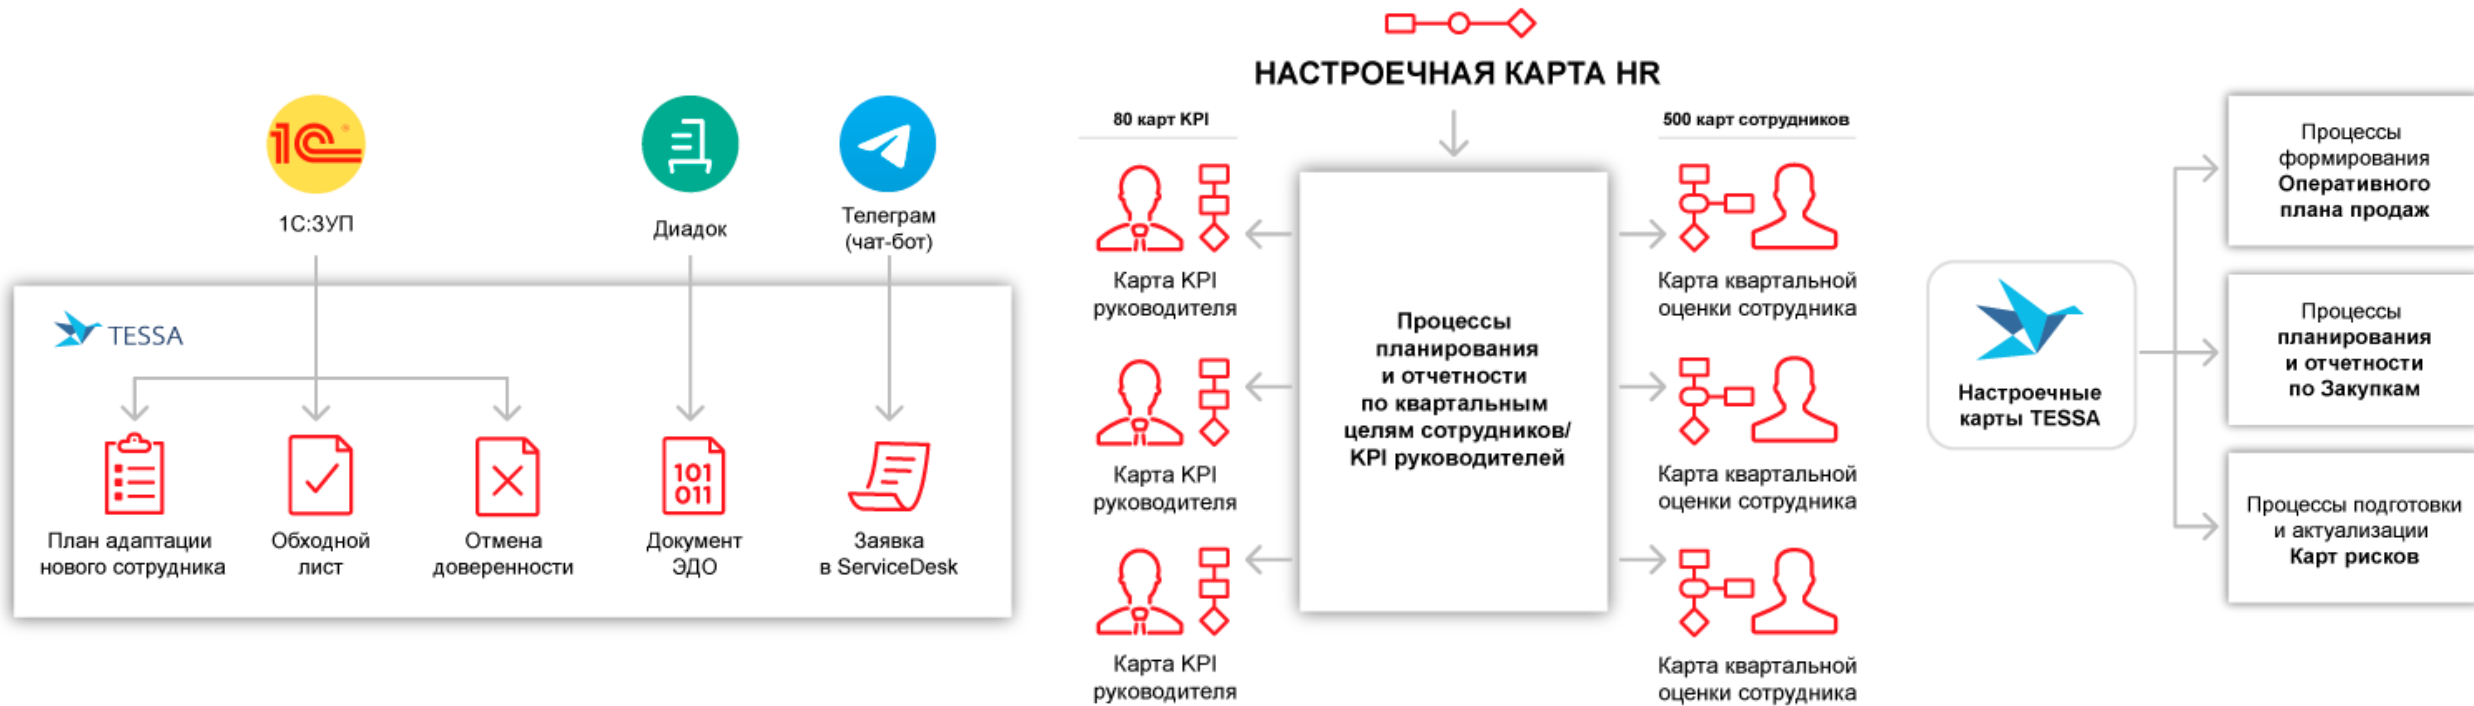 1С:ЗУП
Диадок
Телеграм
(чат-бот)
TESSA
План адаптации
нового сотрудника
Обходной
лист
Отмена
доверенности
101
011
Документ
ЭДО
Заявка
в ServiceDesk
НАСТРОЕЧНАЯ КАРТА HR
80 карт KPI
500 карт сотрудников
Карта KPI
руководителя
Карта KPI
руководителя
Карта KPI
руководителя
Процессы
планирования
и отчетности
по квартальным
целям сотрудников/
KPI руководителей
Карта квартальной
оценки сотрудника
Карта квартальной
оценки сотрудника
Карта квартальной
оценки сотрудника
Настроечные
карты TESSA
Процессы
формирования
Оперативного
плана продаж
Процессы
планирования
и отчетности
по Закупкам
Процессы подготовки
и актуализации
Карт рисков